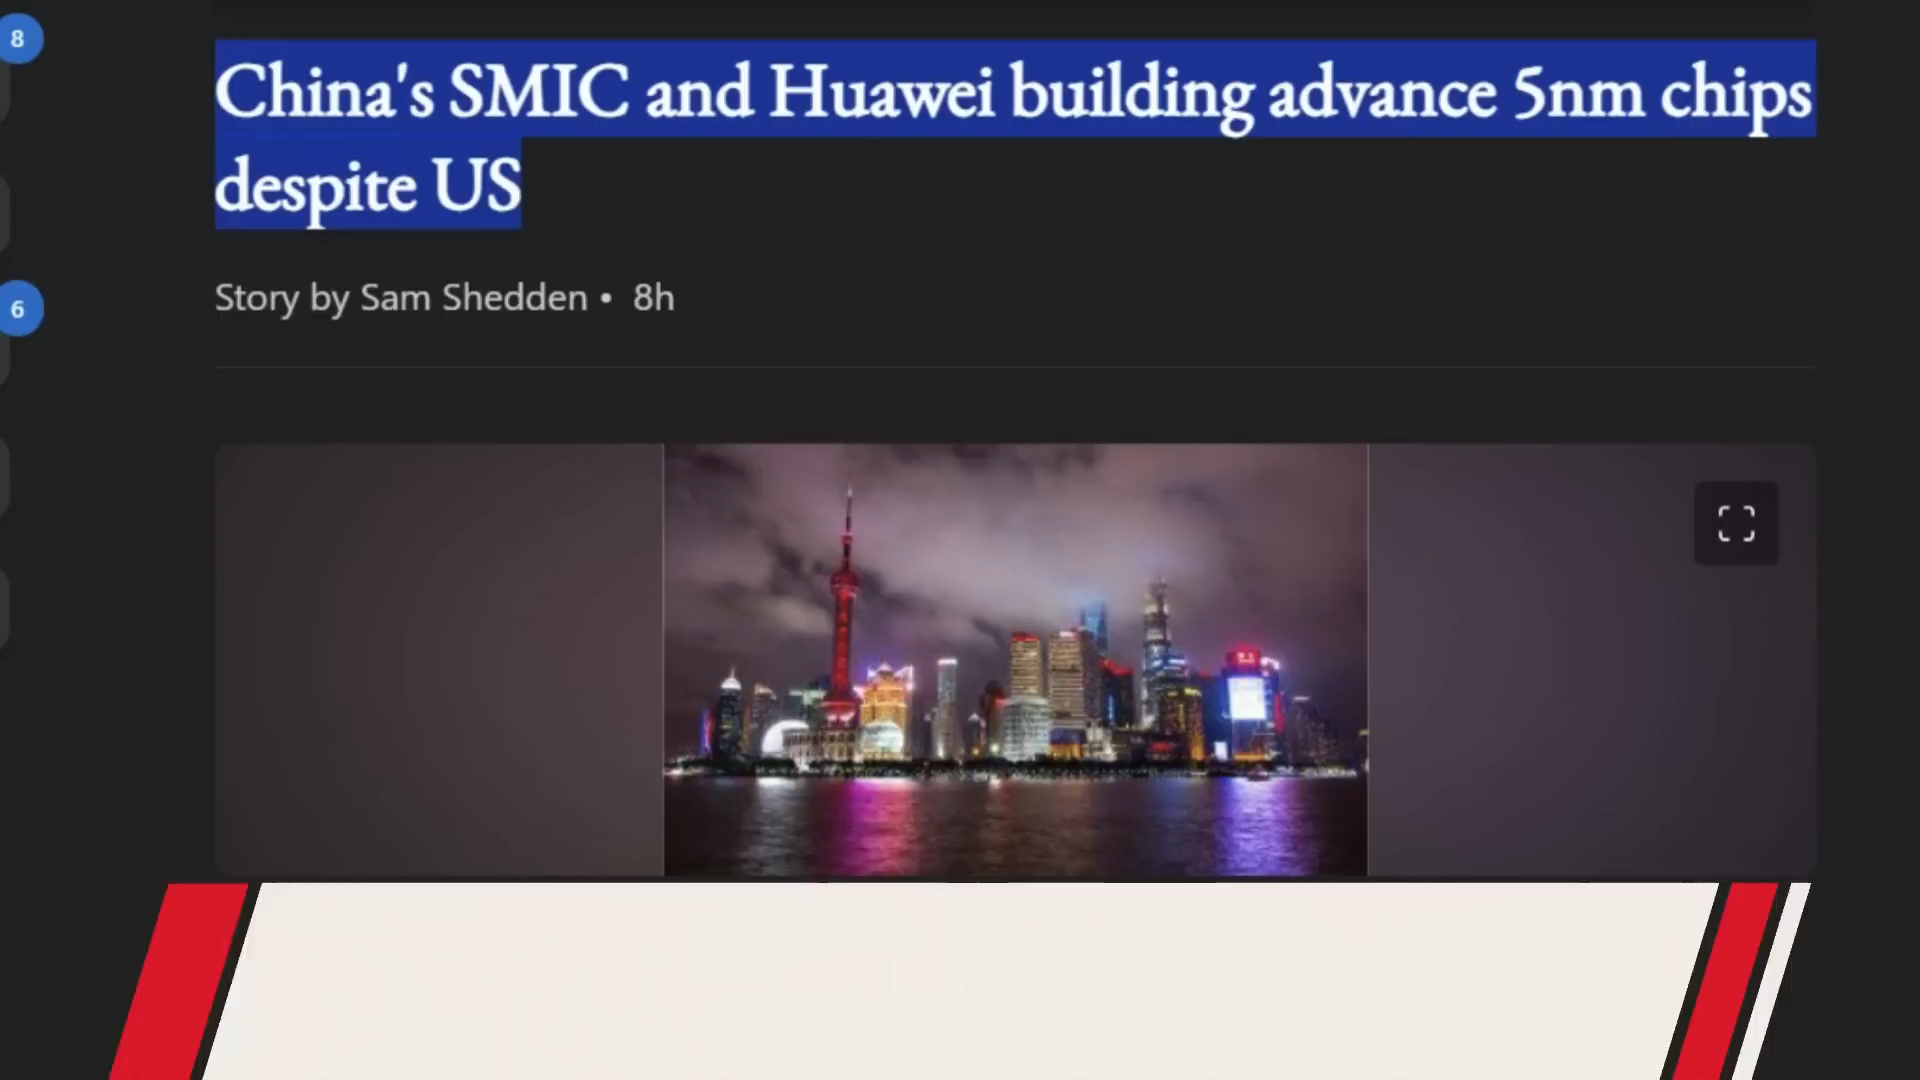 8
China's SMIC and Huawei building advance 5nm chips
despite US
6
Story by Sam Shedden • 8h